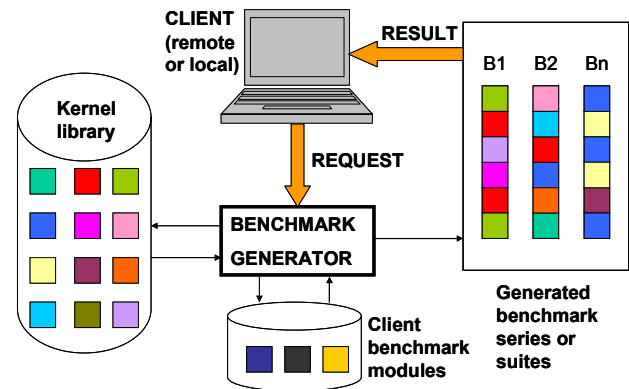 CLIENT
(remote
or local)
RESULT
B1 B2 Bn
Kernel
library
REQUEST
BENCHMARK
GENERATOR
Client
benchmark
modules
Generated
benchmark
series or
suites